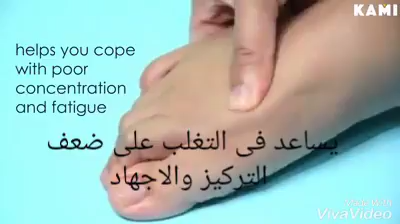 KAMI
helps you cope
with poor
concentration
and fatigue
يساعد فى التغلب على ضعف
التركيز والاجهاد
VivaVideo